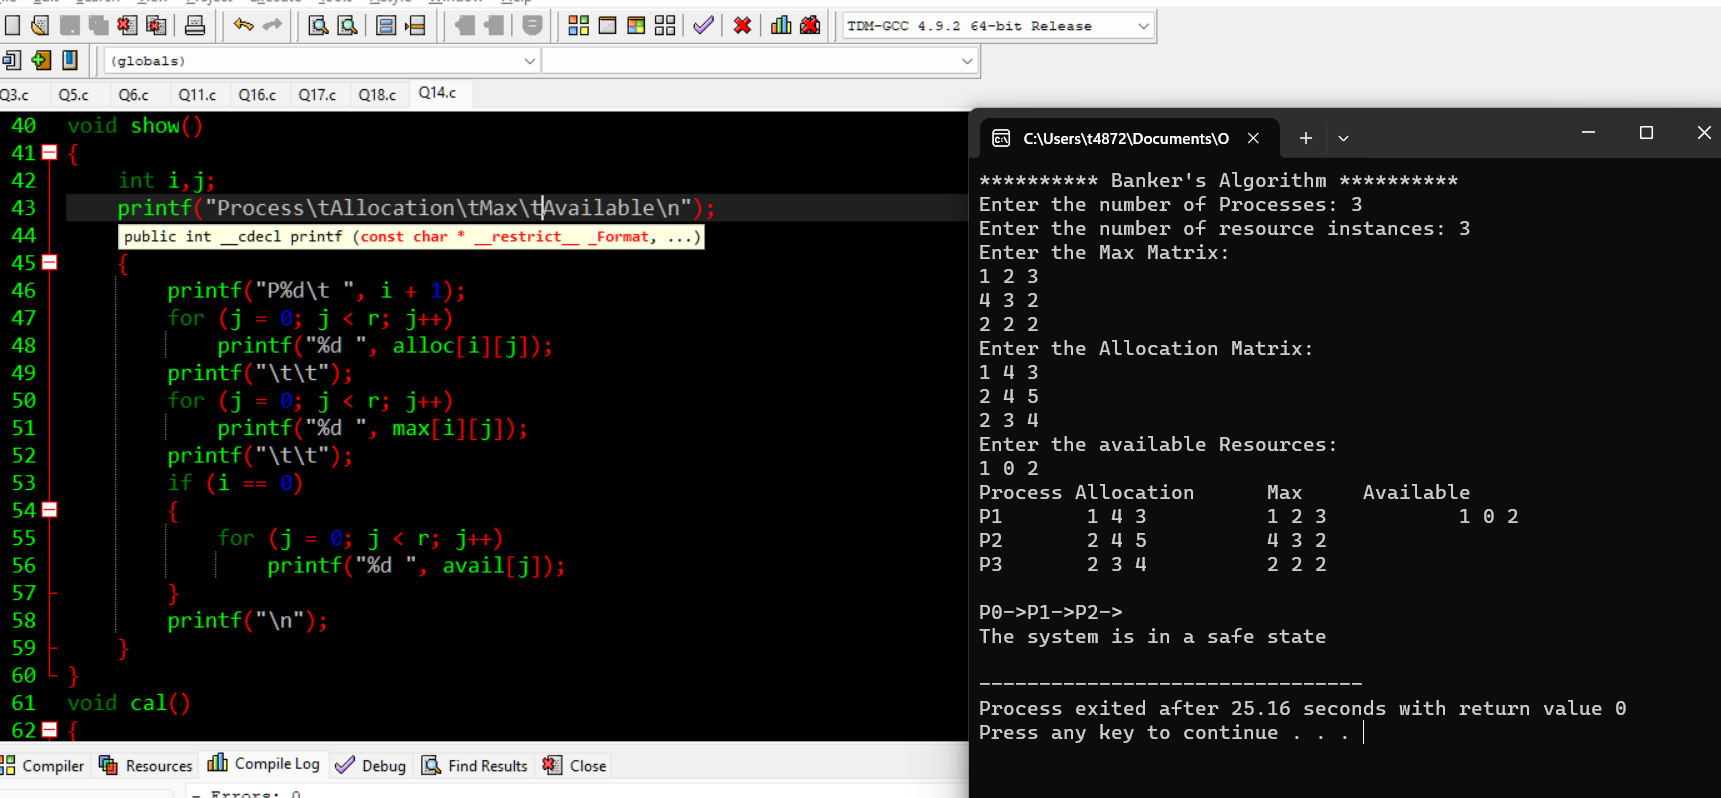 TDM-GCC 4.9.2 64-bit Release
(globals)
Q3.c Q5.c Q6.c Q11.c Q16.c Q17.c Q18.c Q14.c
40 void show()
41 {
42 int i,j;
43 printf("Process\tAllocation\tMax\tAvailable\n");
44 public int __cdecl printf (const char * __restrict__ _Format, ...)
45 {
46 printf("P%d\t ", i + 1);
47 for (j = 0; j < r; j++)
48 printf("%d ", alloc[i][j]);
49 printf("\t\t");
50 for (j = 0; j < r; j++)
51 printf("%d ", max[i][j]);
52 printf("\t\t");
53 if (i == 0)
54 {
55 for (j = 0; j < r; j++)
56 printf("%d ", avail[j]);
57 }
58 printf("\n");
59 }
60 }
61 void cal()
62 {
Compiler Resources Compile Log Debug Find Results Close
- Errors: 0
C:\Users\t4872\Documents\O
********** Banker's Algorithm **********
Enter the number of Processes: 3
Enter the number of resource instances: 3
Enter the Max Matrix:
1 2 3
4 3 2
2 2 2
Enter the Allocation Matrix:
1 4 3
2 4 5
2 3 4
Enter the available Resources:
1 0 2
Process Allocation Max Available
P1 1 4 3 1 2 3 1 0 2
P2 2 4 5 4 3 2
P3 2 3 4 2 2 2
P0->P1->P2->
The system is in a safe state
--------------------------------
Process exited after 25.16 seconds with return value 0
Press any key to continue . . .